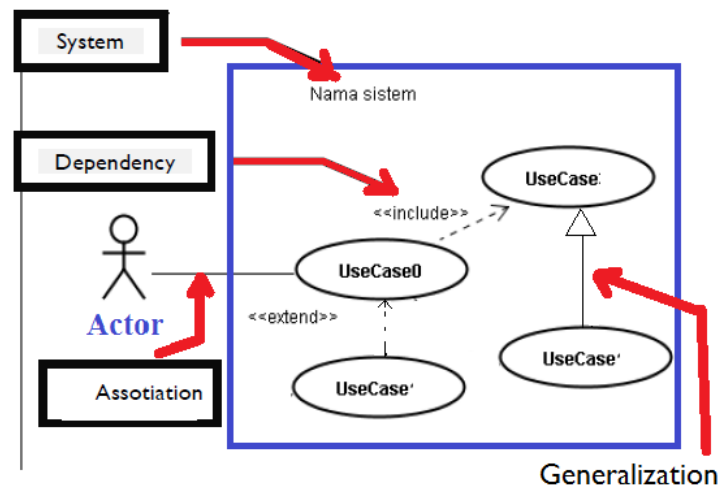 System
Nama sistem
Dependency
UseCase
<<include>>
UseCase0
Actor
<<extend>>
UseCase
UseCase
Assotiation
Generalization